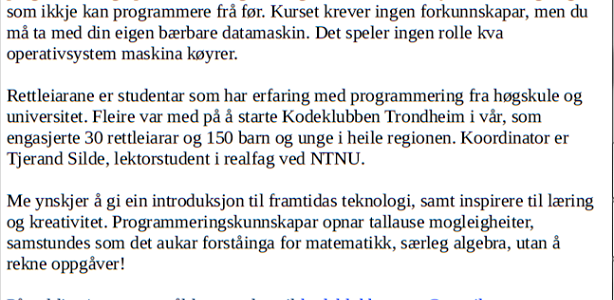 som ikkje kan programmere frå før. Kurset krever ingen forkunnskapar, men du
må ta med din eigen bærbare datamaskin. Det speler ingen rolle kva
operativsystem maskina køyrer.
Rettleiarane er studentar som har erfaring med programmering fra høgskule og
universitet. Fleire var med på å starte Kodeklubben Trondheim i vår, som
engasjerte 30 rettleiarar og 150 barn og unge i heile regionen. Koordinator er
Tjerand Silde, lektorstudent i realfag ved NTNU.
Me ynskjer å gi ein introduksjon til framtidas teknologi, samt inspirere til læring
og kreativitet. Programmeringskunnskapar opnar tallause mogleigheiter,
samstundes som det aukar forståinga for matematikk, særleg algebra, utan å
rekne oppgåver!